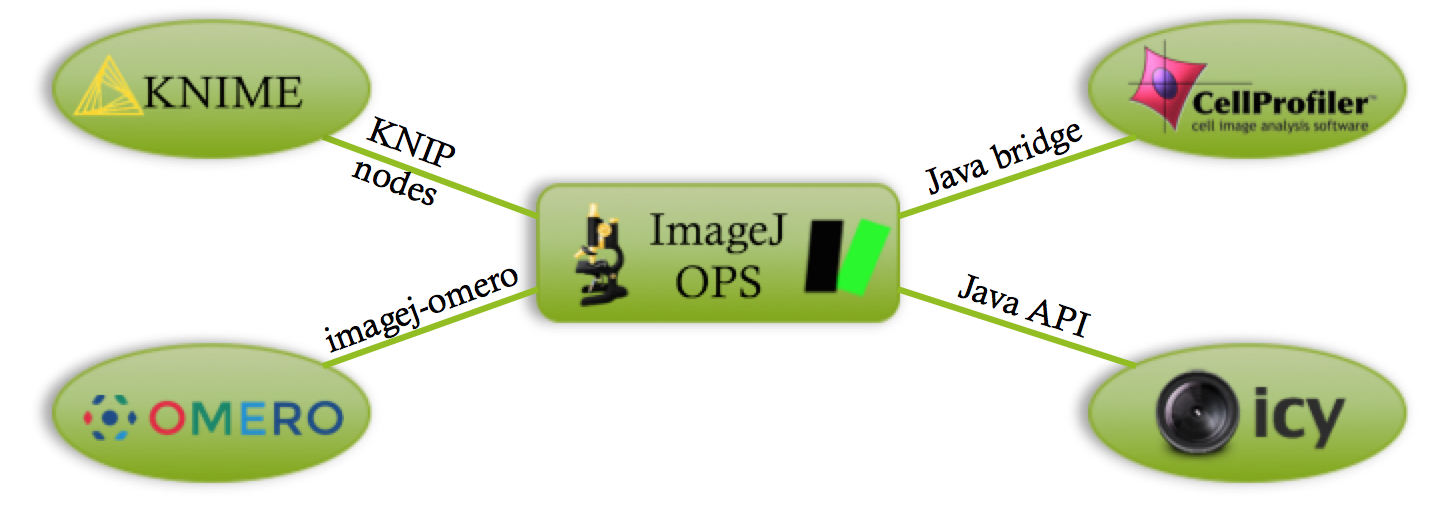 KNIME
CellProfiler™
cell image analysis software
KNIP
nodes
Java bridge
ImageJ
OPS
imagej-omero
Java API
OMERO
icy